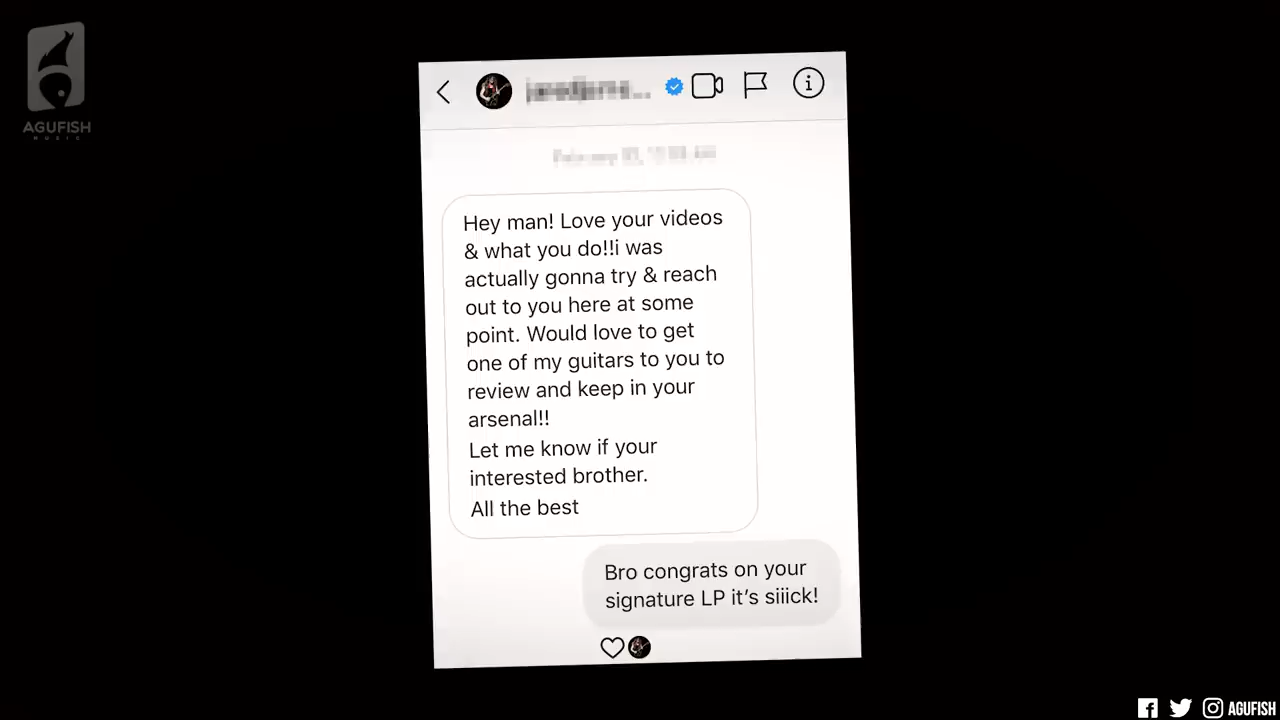 AGUFISH
MUSIC
Hey man! Love your videos
& what you do!!i was
actually gonna try & reach
out to you here at some
point. Would love to get
one of my guitars to you to
review and keep in your
arsenal!!
Let me know if your
interested brother.
All the best
Bro congrats on your
signature LP it’s siiick!
AGUFISH